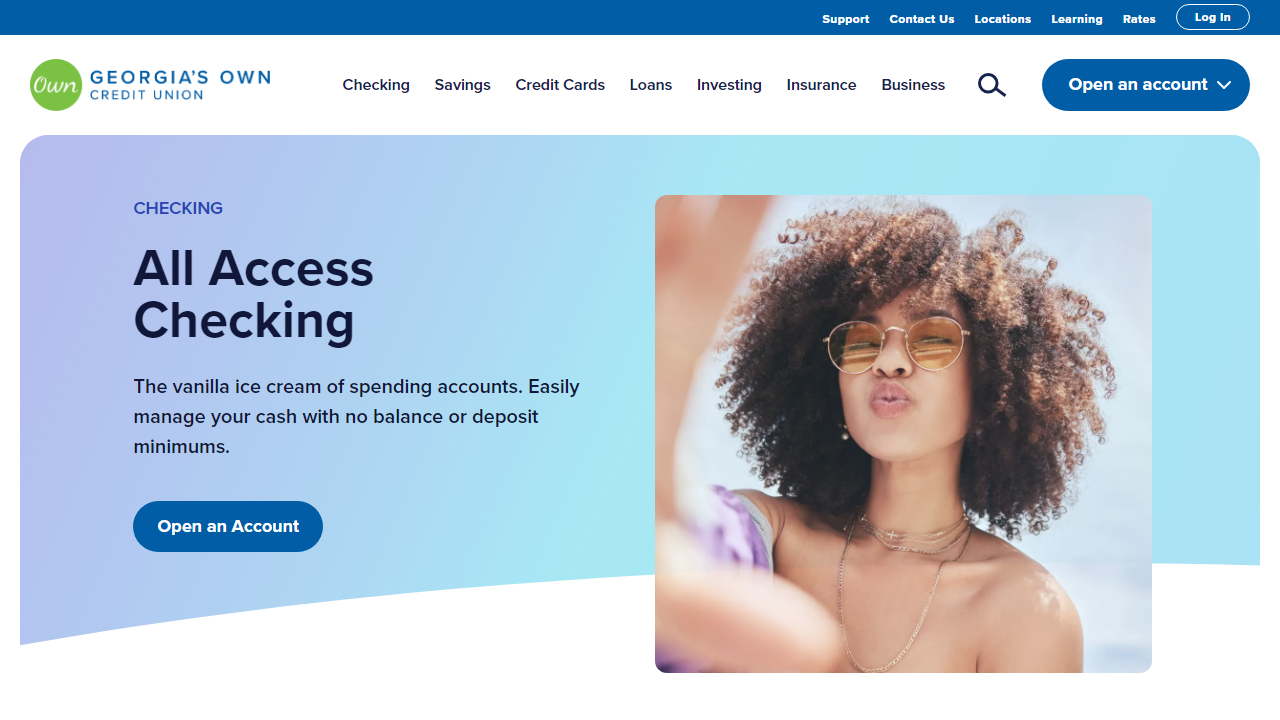 Support Contact Us Locations Learning Rates Log In
Own GEORGIA'S OWN
CREDIT UNION
Checking Savings Credit Cards Loans Investing Insurance Business Open an account
CHECKING
All Access
Checking
The vanilla ice cream of spending accounts. Easily
manage your cash with no balance or deposit
minimums.
Open an Account